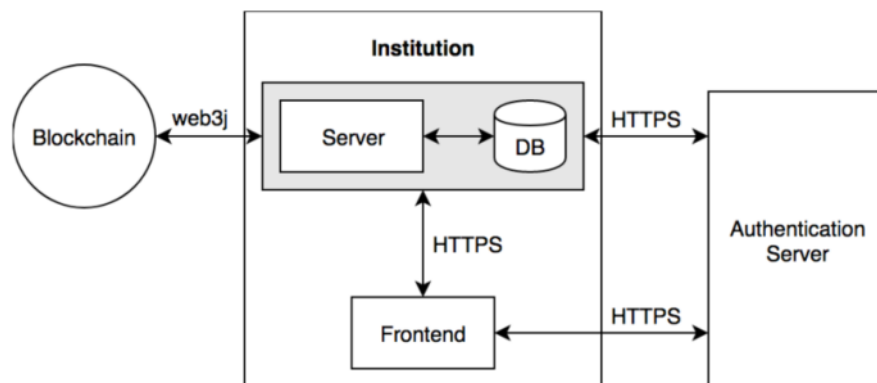 Institution
web3j
HTTPS
Blockchain
Server
DB
Authentication
Server
HTTPS
HTTPS
Frontend